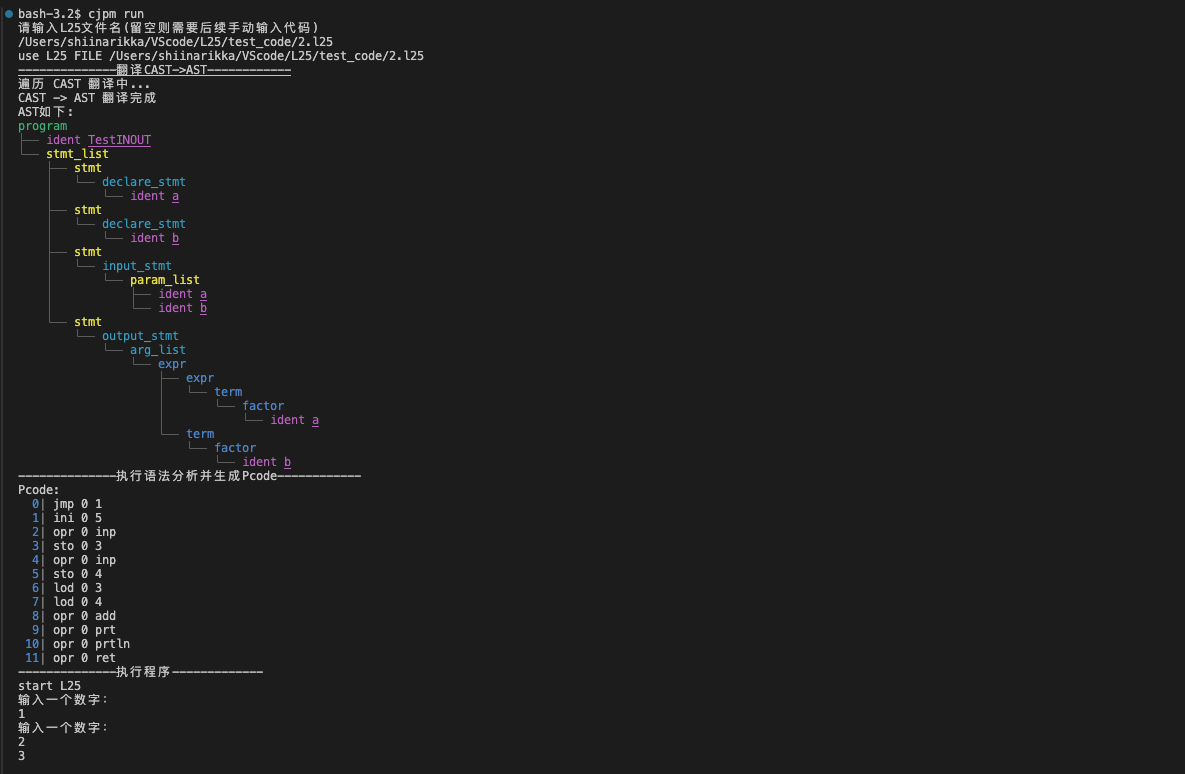 bash-3.2$ cjpm run
请输入L25文件名(留空则需要后续手动输入代码)
/Users/shiinarikka/VScode/L25/test_code/2.l25
use L25 FILE /Users/shiinarikka/VScode/L25/test_code/2.l25
——————————————翻译CAST->AST————————————
遍历 CAST 翻译中...
CAST -> AST 翻译完成
AST如下:
program
├── ident TestINOUT
└── stmt_list
    ├── stmt
    │   └── declare_stmt
    │       └── ident a
    ├── stmt
    │   └── declare_stmt
    │       └── ident b
    ├── stmt
    │   └── input_stmt
    │       └── param_list
    │           ├── ident a
    │           └── ident b
    └── stmt
        └── output_stmt
            └── arg_list
                └── expr
                    ├── expr
                    │   └── term
                    │       └── factor
                    │           └── ident a
                    └── term
                        └── factor
                            └── ident b
——————————————执行语法分析并生成Pcode————————————
Pcode:
  0| jmp 0 1
  1| ini 0 5
  2| opr 0 inp
  3| sto 0 3
  4| opr 0 inp
  5| sto 0 4
  6| lod 0 3
  7| lod 0 4
  8| opr 0 add
  9| opr 0 prt
 10| opr 0 prtln
 11| opr 0 ret
——————————————执行程序—————————————
start L25
输入一个数字:
1
输入一个数字:
2
3